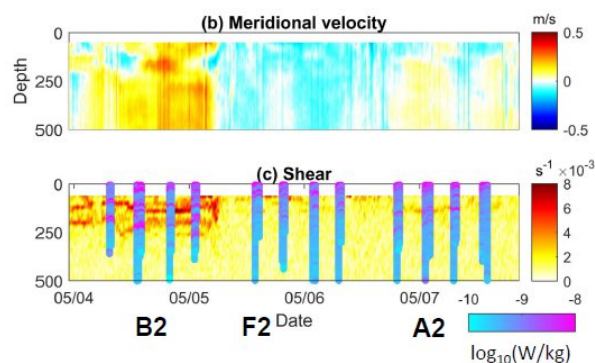 (b) Meridional velocity
m/s
0
250
500
Depth
0.5
0
-0.5
(c) Shear
s⁻¹ ×10⁻³
0
250
500
Depth
8
6
4
2
0
05/04 05/05 05/06 05/07
Date
B2 F2 A2
-10 -9 -8
log₁₀(W/kg)